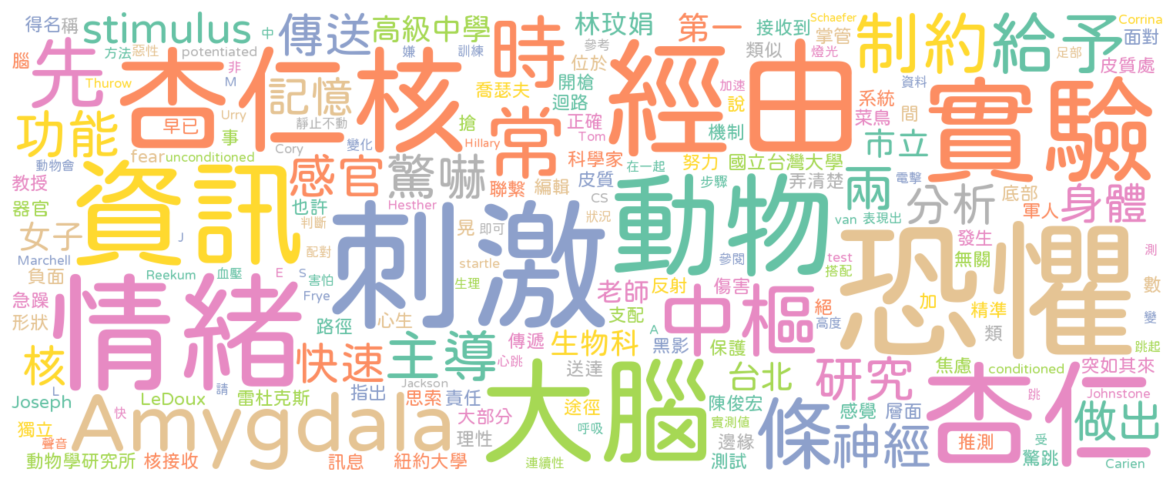 得名
稱
腦
方法
惡性
stimulus
中
potentiated
傳送
非
M
嫌
訓練
高級中學
參考
林玟娟
類似
位於
第一
接收到
Schaefer
掌管
制約
給予
Corrina
面對
皮質處
燈光
足部
先
Thurow
杏仁核
早已
Urry
記憶
靜止不動
喬瑟夫
時
開槍
迴路
經由
加速
說
Tom
機制
系統
菜鳥
間
資料
實驗
功能
事
fear
unconditioned
Cory
變化
搶
Hillary
常
正確
科學家
努力
國立台灣大學
在一起
步驟
弄清楚
市立
電擊
動物會
教授
器官
資訊
感官
驚嚇
聯繫
編輯
皮質
CS
動物
兩
van
表現出
分析
底部
軍人
身體
也許
判斷
Hesther
狀況
晃
即可
女子
J
配對
刺激
startle
參閱
test
搭配
恐懼
發生
無關
測
Marchell
負面
Reekum
血壓
E
S
害怕
Frye
生理
老師
反射
傷害
中樞
支配
絕
高度
加
精準
類
數
變
急躁
形狀
情緒
路徑
心生
傳遞
生物科
A
黑影
保護
跳起
核
快速
主導
心跳
送達
大腦
台北
研究
焦慮
conditioned
突如其來
L
Joseph
LeDoux
雷杜克斯
指出
Jackson
思索
責任
途徑
陳俊宏
感覺
層面
杏仁
跳
Johnstone
做出
獨立
請
聲音
快
Amygdala
大部分
理性
呼吸
實測值
邊緣
條
神經
推測
受
驚跳
動物學研究所
核接收
訊息
紐約大學
連續性
測試
Carien